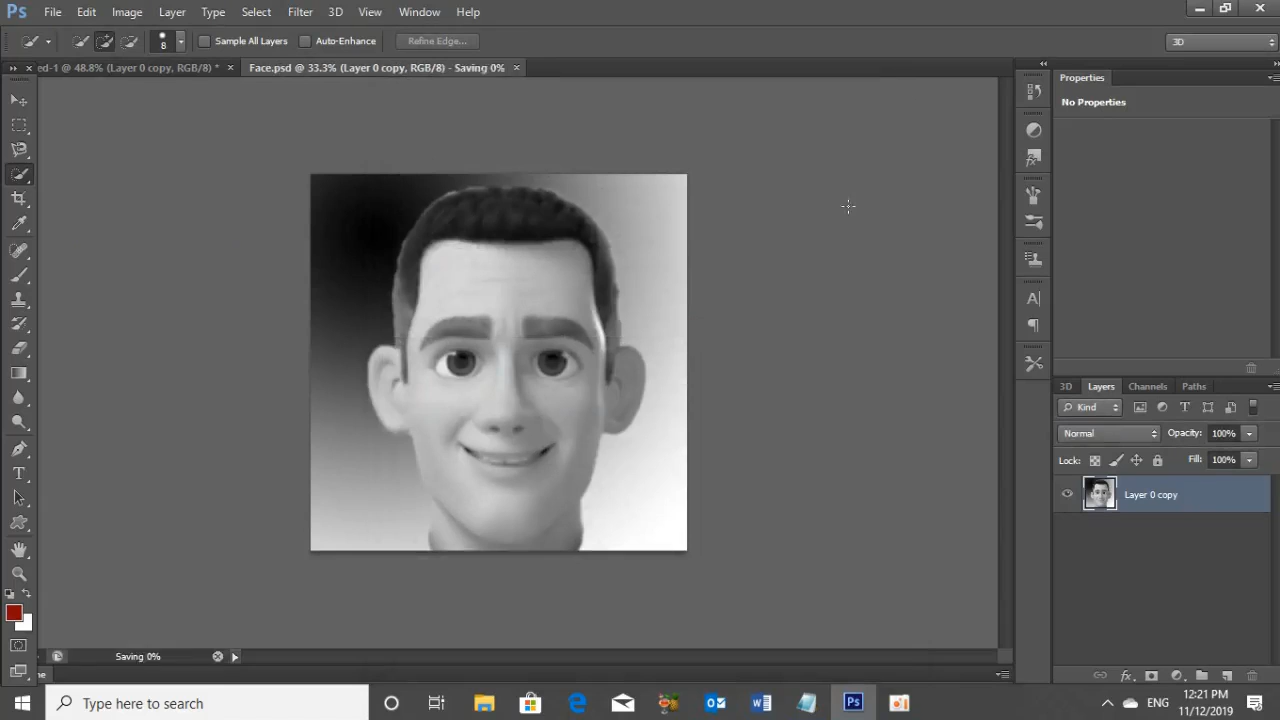 Ps File Edit Image Layer Type Select Filter 3D View Window Help
8 Sample All Layers Auto-Enhance Refine Edge... 3D
ed-1 @ 48.8% (Layer 0 copy, RGB/8) * × Face.psd @ 33.3% (Layer 0 copy, RGB/8) - Saving 0% ×
Properties
No Properties
3D Layers Channels Paths
Kind
Normal Opacity: 100%
Lock: Fill: 100%
Layer 0 copy
Saving 0%
ne
Type here to search
ENG
12:21 PM
11/12/2019